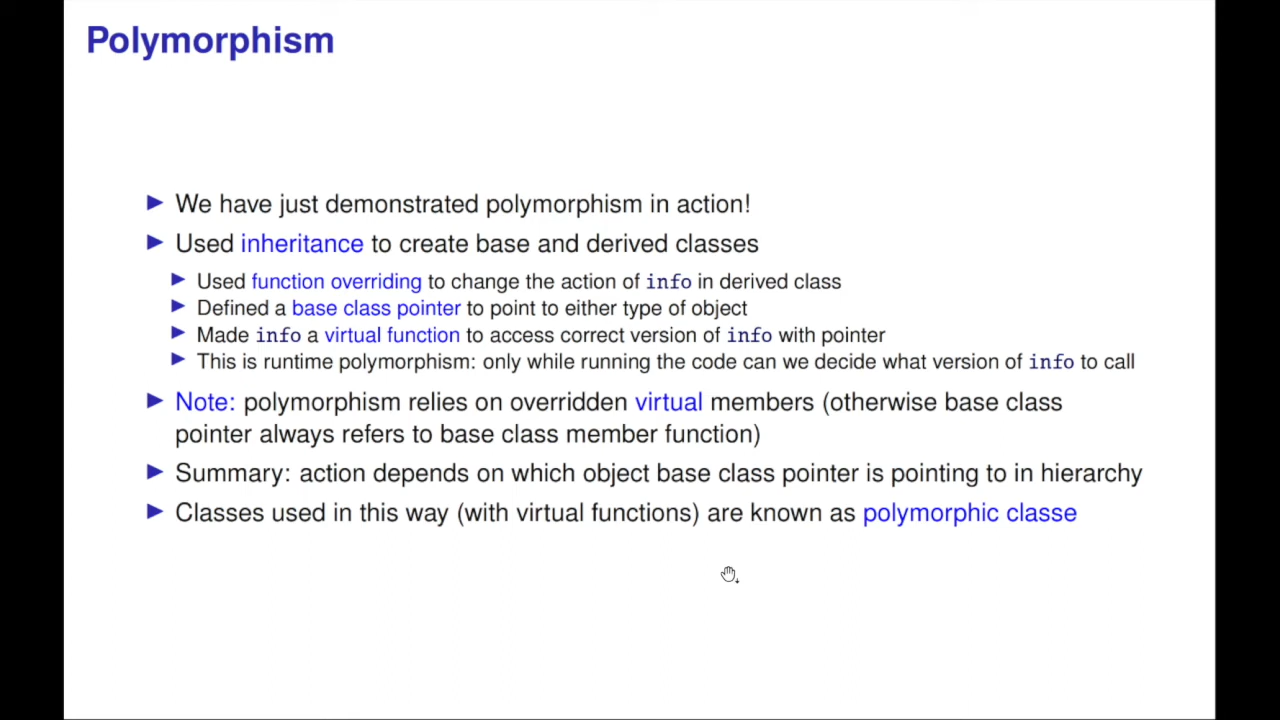 Polymorphism
We have just demonstrated polymorphism in action!
Used inheritance to create base and derived classes
Used function overriding to change the action of info in derived class
Defined a base class pointer to point to either type of object
Made info a virtual function to access correct version of info with pointer
This is runtime polymorphism: only while running the code can we decide what version of info to call
Note: polymorphism relies on overridden virtual members (otherwise base class
pointer always refers to base class member function)
Summary: action depends on which object base class pointer is pointing to in hierarchy
Classes used in this way (with virtual functions) are known as polymorphic classe